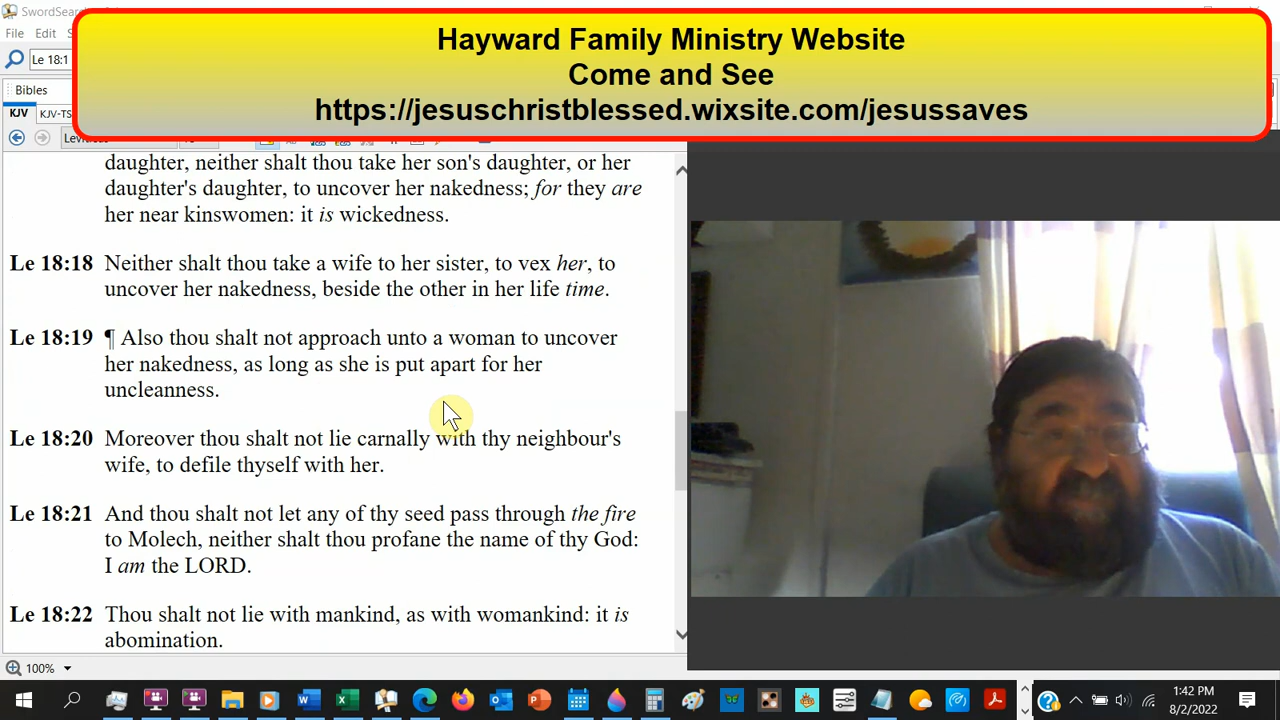 SwordSear
Hayward Family Ministry Website
Come and See
https://jesuschristblessed.wixsite.com/jesussaves
File Edit
Le 18:1
Bibles
KJV KJV-TS
daughter, neither shalt thou take her son's daughter, or her
daughter's daughter, to uncover her nakedness; for they are
her near kinswomen: it is wickedness.
Le 18:18 Neither shalt thou take a wife to her sister, to vex her, to
uncover her nakedness, beside the other in her life time.
Le 18:19 ¶ Also thou shalt not approach unto a woman to uncover
her nakedness, as long as she is put apart for her
uncleanness.
Le 18:20 Moreover thou shalt not lie carnally with thy neighbour's
wife, to defile thyself with her.
Le 18:21 And thou shalt not let any of thy seed pass through the fire
to Molech, neither shalt thou profane the name of thy God:
I am the LORD.
Le 18:22 Thou shalt not lie with mankind, as with womankind: it is
abomination.
100%
1:42 PM
8/2/2022